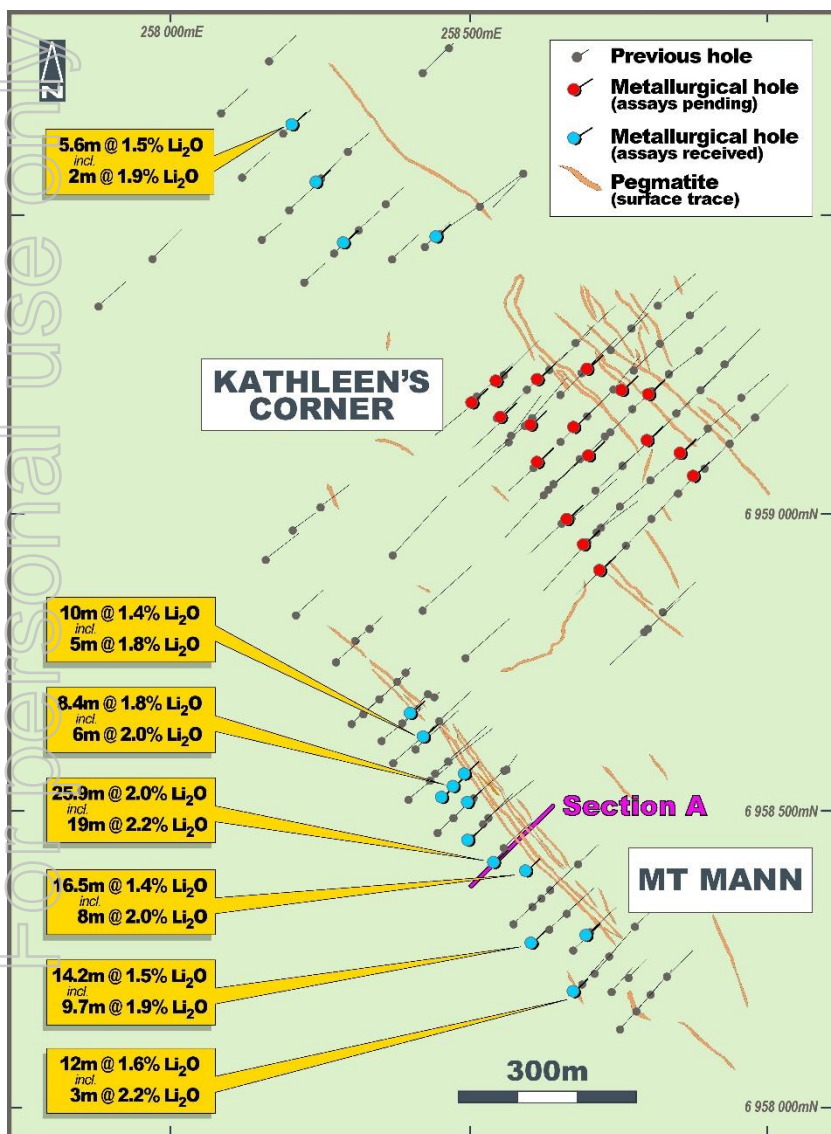 For personal use only
258 000mE
258 500mE
N
Previous hole
Metallurgical hole
(assays pending)
Metallurgical hole
(assays received)
Pegmatite
(surface trace)
5.6m @ 1.5% Li₂O
incl.
2m @ 1.9% Li₂O
KATHLEEN'S
CORNER
6 959 000mN
10m @ 1.4% Li₂O
incl.
5m @ 1.8% Li₂O
8.4m @ 1.8% Li₂O
incl.
6m @ 2.0% Li₂O
25.9m @ 2.0% Li₂O
incl.
19m @ 2.2% Li₂O
Section A
6 958 500mN
16.5m @ 1.4% Li₂O
incl.
8m @ 2.0% Li₂O
MT MANN
14.2m @ 1.5% Li₂O
incl.
9.7m @ 1.9% Li₂O
12m @ 1.6% Li₂O
incl.
3m @ 2.2% Li₂O
300m
6 958 000mN